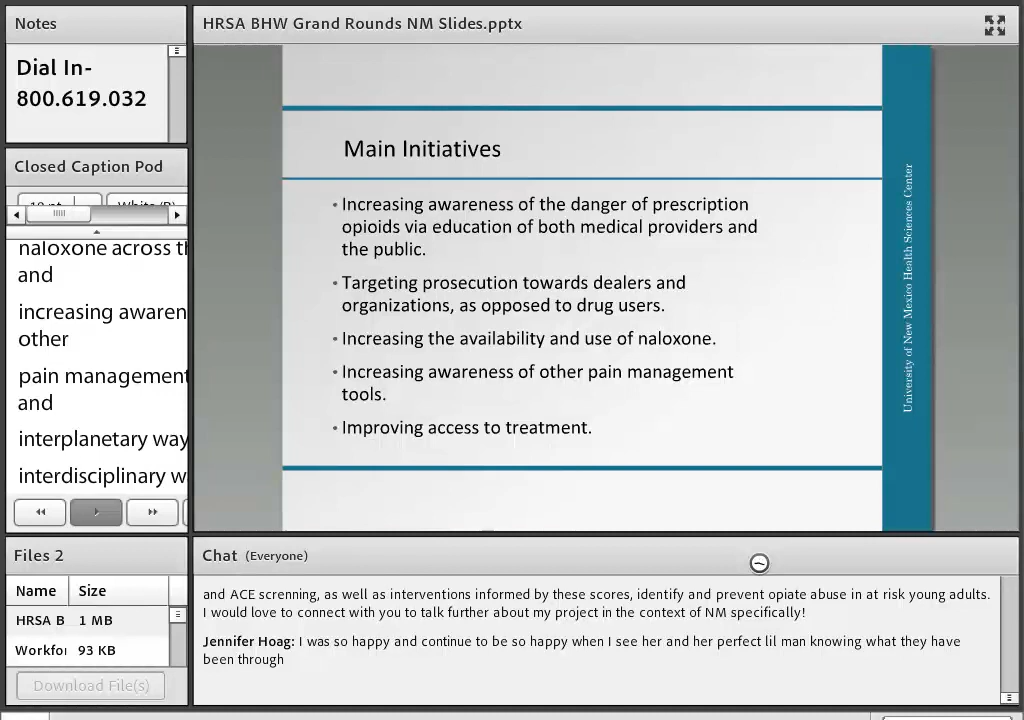 Notes
Dial In-
800.619.032
Closed Caption Pod
naloxone across th
and
increasing awaren
other
pain management
and
interplanetary way
interdisciplinary w
Files 2
Name Size
HRSA B 1 MB
Workfo 93 KB
Download File(s)
HRSA BHW Grand Rounds NM Slides.pptx
Main Initiatives
• Increasing awareness of the danger of prescription
opioids via education of both medical providers and
the public.
• Targeting prosecution towards dealers and
organizations, as opposed to drug users.
• Increasing the availability and use of naloxone.
• Increasing awareness of other pain management
tools.
• Improving access to treatment.
University of New Mexico Health Sciences Center
Chat (Everyone)
and ACE screnning, as well as interventions informed by these scores, identify and prevent opiate abuse in at risk young adults.
I would love to connect with you to talk further about my project in the context of NM specifically!
Jennifer Hoag: I was so happy and continue to be so happy when I see her and her perfect lil man knowing what they have
been through